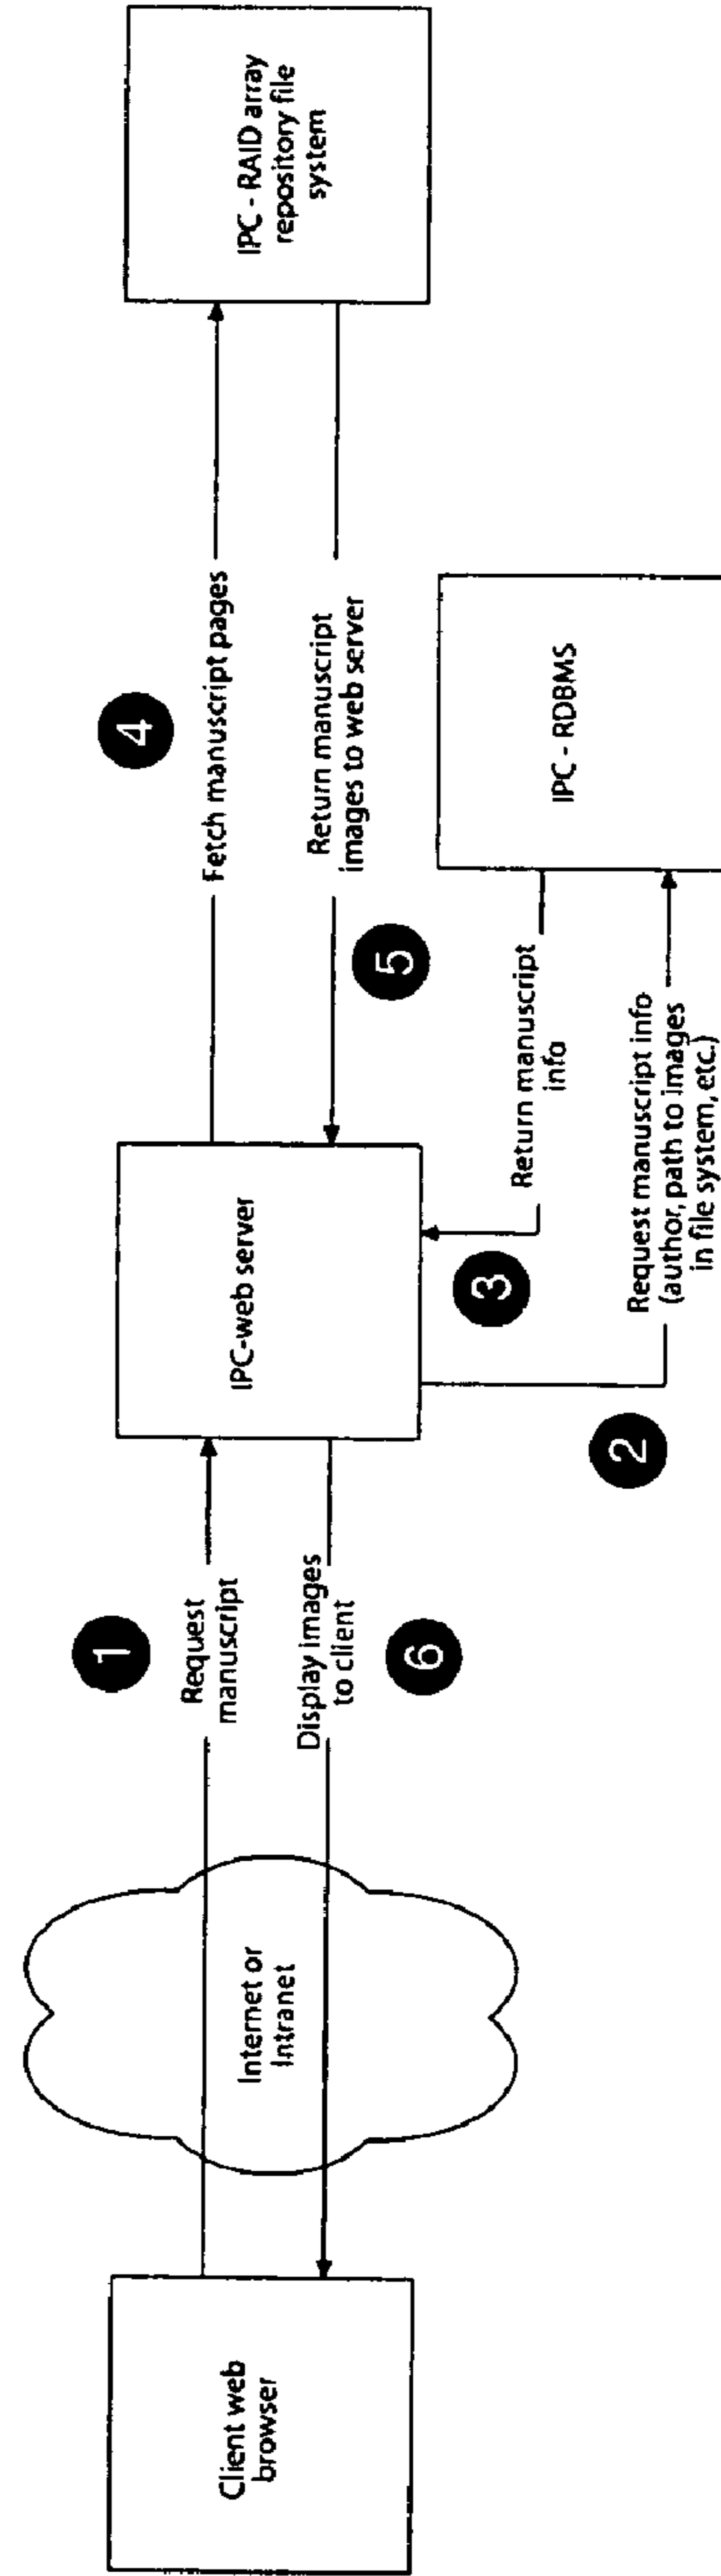 Client web
browser
Internet or
Intranet
1
Request
manuscript
Display images
to client
6
IPC-web server
2
Request manuscript info
(author, path to images
in file system, etc.)
3
Return manuscript
info
IPC - RDBMS
4
Fetch manuscript pages
Return manuscript
images to web server
5
IPC - RAID array
repository file
system